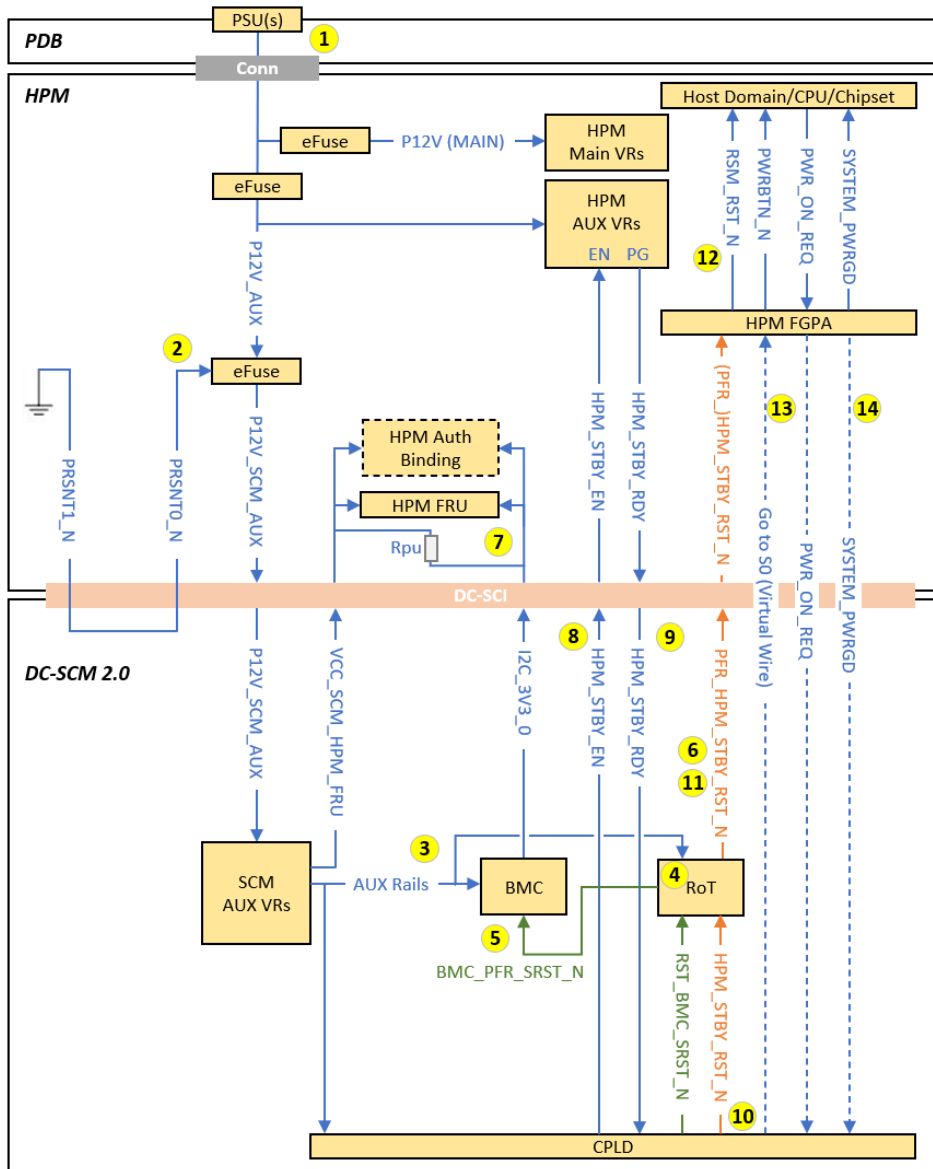 PSU(s)
1
PDB
Conn
HPM
Host Domain/CPU/Chipset
eFuse
P12V (MAIN)
HPM
Main VRs
RSM_RST_N
PWRBTN_N
PWR_ON_REQ
SYSTEM_PWRGD
eFuse
HPM
AUX VRs
EN
PG
12
P12V_AUX
HPM FGPA
2
eFuse
13
14
PRSNT1_N
PRSNT0_N
P12V_SCM_AUX
HPM Auth
Binding
HPM_STBY_EN
HPM_STBY_RDY
(PFR_)HPM_STBY_RST_N
HPM FRU
Rpu
7
Go to S0 (Virtual Wire)
PWR_ON_REQ
SYSTEM_PWRGD
DC-SCI
DC-SCM 2.0
P12V_SCM_AUX
VCC_SCM_HPM_FRU
I2C_3V3_0
8
HPM_STBY_EN
9
HPM_STBY_RDY
PFR_HPM_STBY_RST_N
6
11
3
SCM
AUX VRs
AUX Rails
BMC
4
RoT
5
BMC_PFR_SRST_N
RST_BMC_SRST_N
HPM_STBY_RST_N
10
CPLD